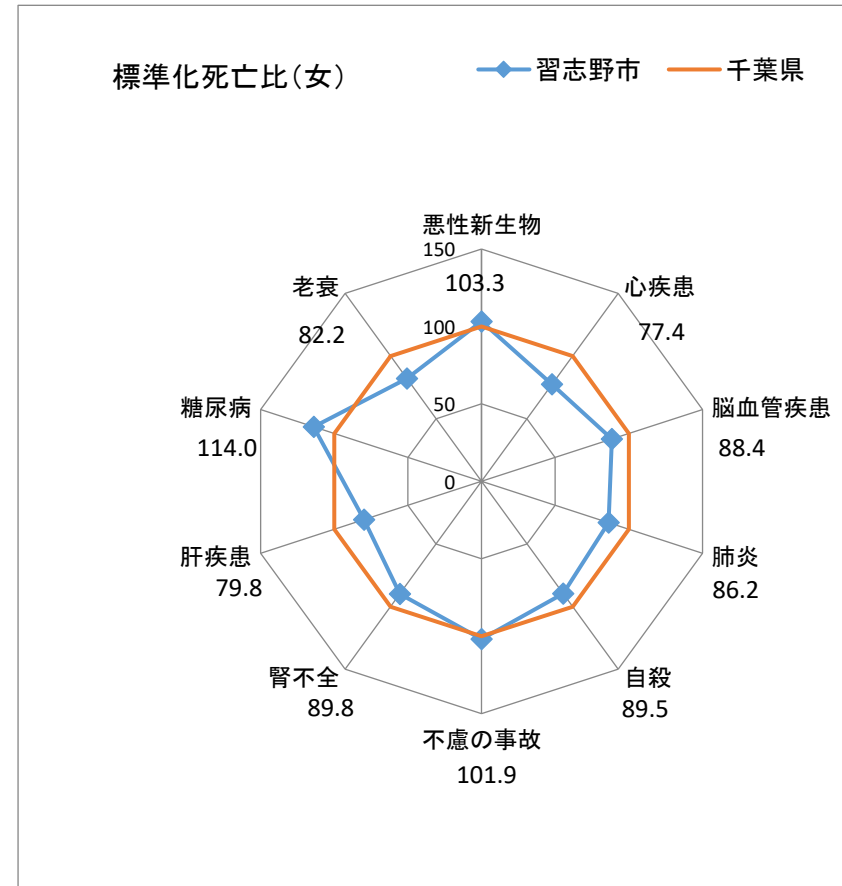 標準化死亡比(女)
習志野市 千葉県
悪性新生物
103.3
心疾患
77.4
脳血管疾患
88.4
肺炎
86.2
自殺
89.5
不慮の事故
101.9
腎不全
89.8
肝疾患
79.8
糖尿病
114.0
老衰
82.2
150
100
50
0